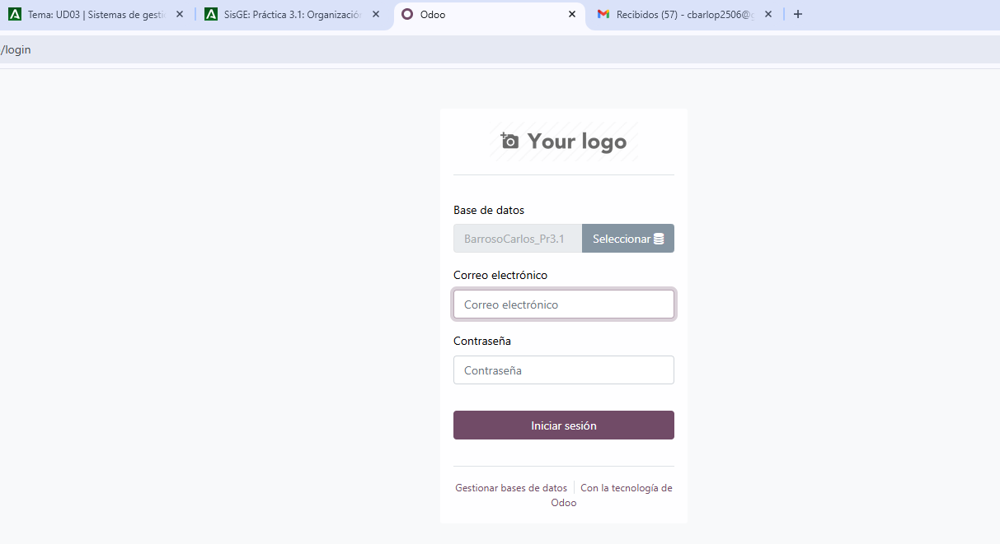 Tema: UD03 | Sistemas de gesti
SisGE: Práctica 3.1: Organización
Odoo
Recibidos (57) - cbarlop2506@g
/login
Your logo
Base de datos
BarrosoCarlos_Pr3.1
Seleccionar
Correo electrónico
Correo electrónico
Contraseña
Contraseña
Iniciar sesión
Gestionar bases de datos
Con la tecnología de
Odoo